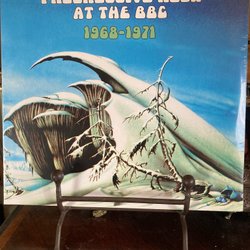 PROGRESSIVE ROCK
AT THE BBC
1968-1971